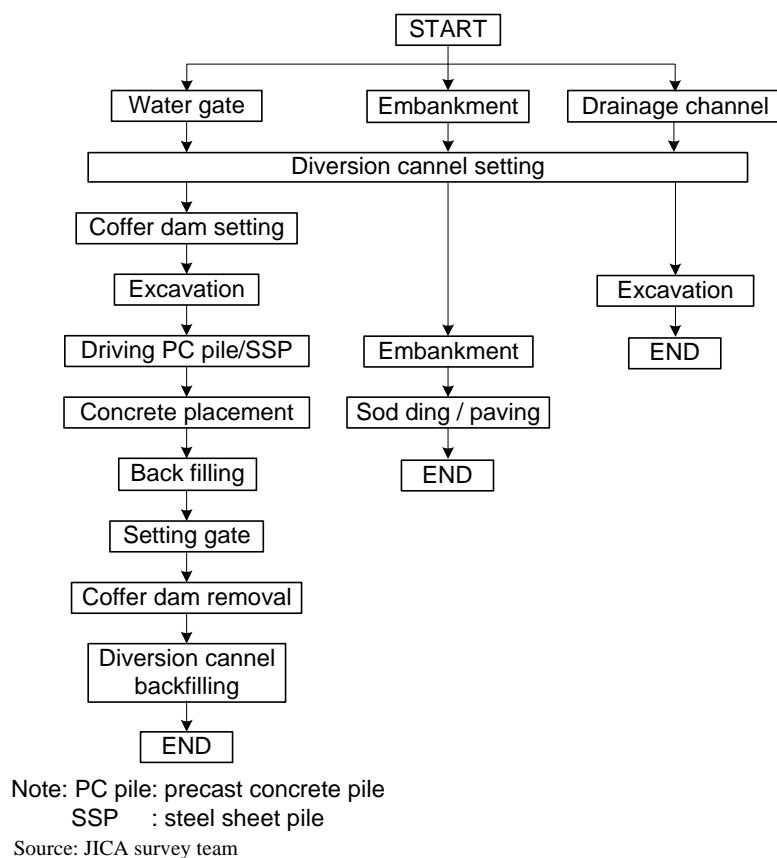 START
Water gate
Embankment
Drainage channel
Diversion cannel setting
Coffer dam setting
Excavation
Excavation
Driving PC pile/SSP
Embankment
END
Concrete placement
Sod ding / paving
Back filling
END
Setting gate
Coffer dam removal
Diversion cannel
backfilling
END
Note: PC pile: precast concrete pile
SSP : steel sheet pile
Source: JICA survey team